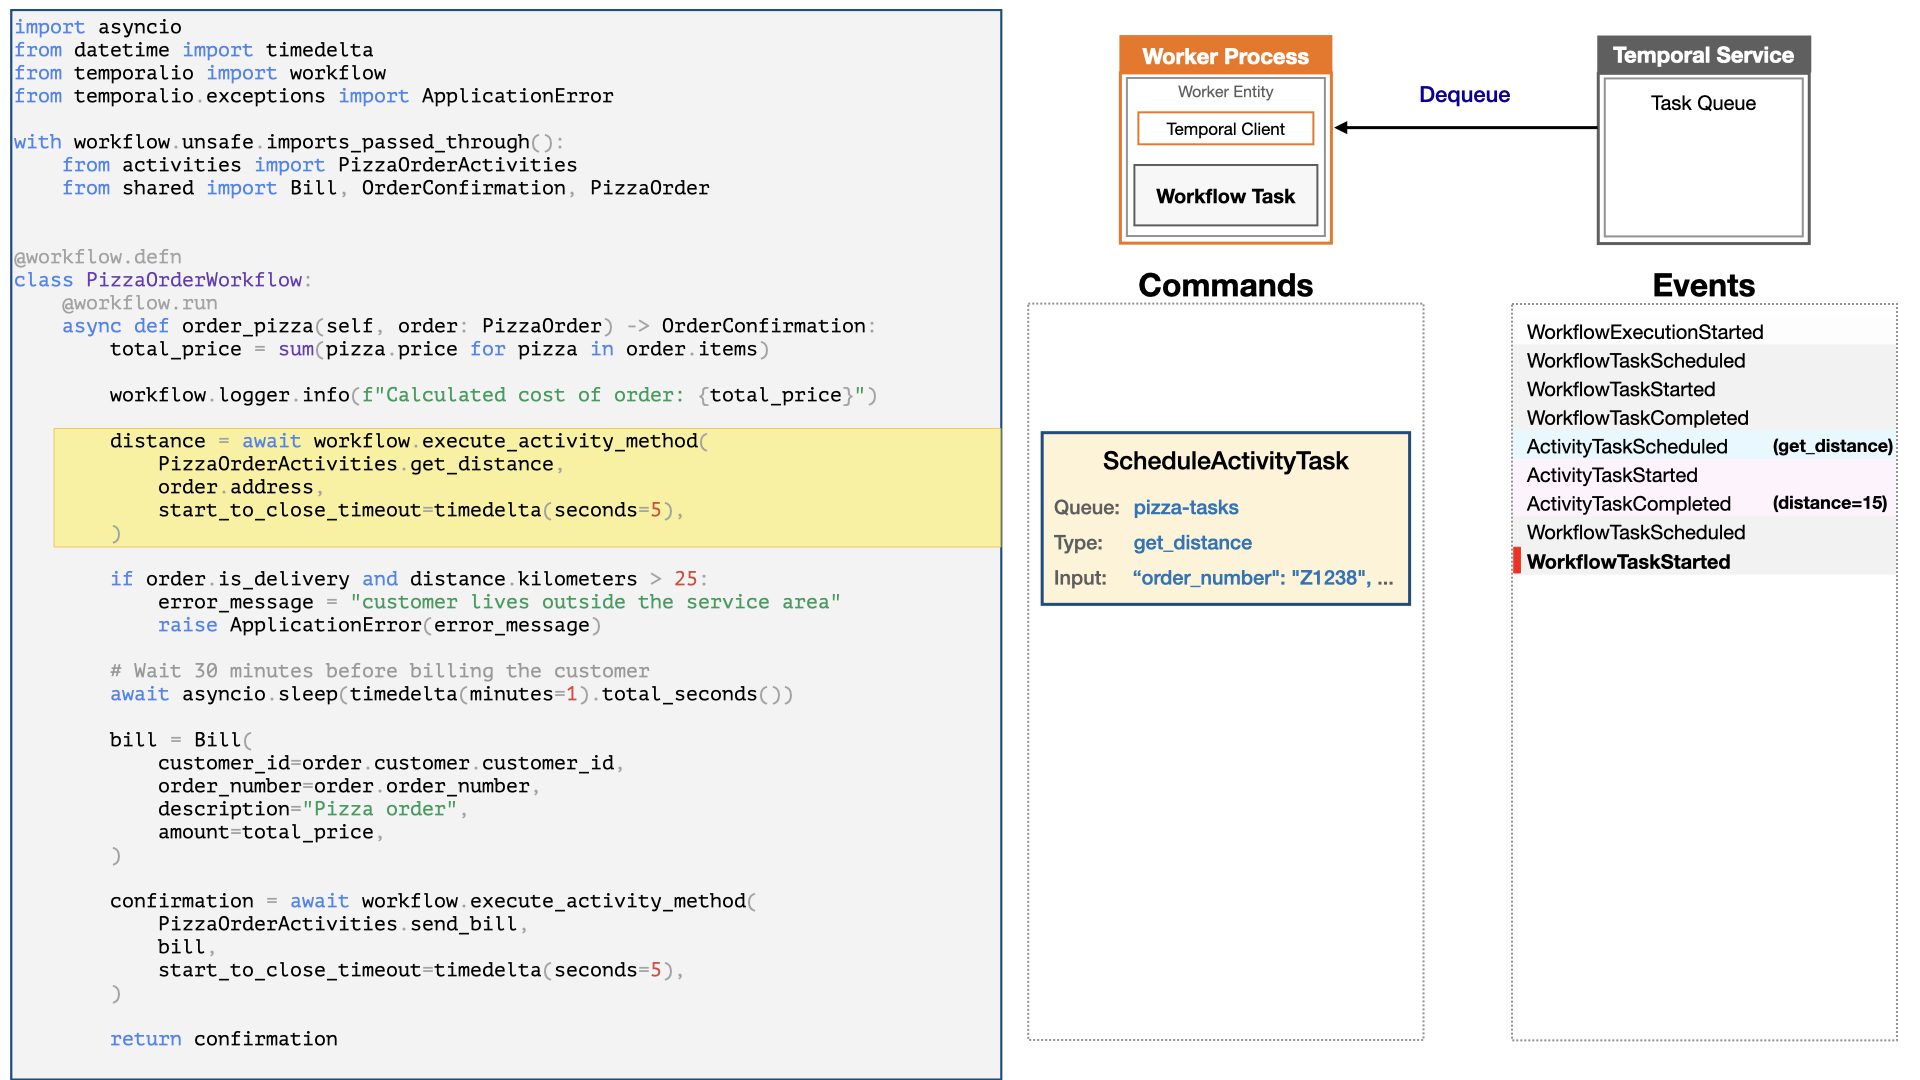 import asyncio
from datetime import timedelta
from temporalio import workflow
from temporalio.exceptions import ApplicationError

with workflow.unsafe.imports_passed_through():
    from activities import PizzaOrderActivities
    from shared import Bill, OrderConfirmation, PizzaOrder

@workflow.defn
class PizzaOrderWorkflow:
    @workflow.run
    async def order_pizza(self, order: PizzaOrder) -> OrderConfirmation:
        total_price = sum(pizza.price for pizza in order.items)

        workflow.logger.info(f"Calculated cost of order: {total_price}")

        distance = await workflow.execute_activity_method(
            PizzaOrderActivities.get_distance,
            order.address,
            start_to_close_timeout=timedelta(seconds=5),
        )

        if order.is_delivery and distance.kilometers > 25:
            error_message = "customer lives outside the service area"
            raise ApplicationError(error_message)

        # Wait 30 minutes before billing the customer
        await asyncio.sleep(timedelta(minutes=1).total_seconds())

        bill = Bill(
            customer_id=order.customer.customer_id,
            order_number=order.order_number,
            description="Pizza order",
            amount=total_price,
        )

        confirmation = await workflow.execute_activity_method(
            PizzaOrderActivities.send_bill,
            bill,
            start_to_close_timeout=timedelta(seconds=5),
        )

        return confirmation
Worker Process
Worker Entity
Temporal Client
Workflow Task
Dequeue
Temporal Service
Task Queue
Commands
ScheduleActivityTask
Queue: pizza-tasks
Type: get_distance
Input: “order_number": "Z1238", ...
Events
WorkflowExecutionStarted
WorkflowTaskScheduled
WorkflowTaskStarted
WorkflowTaskCompleted
ActivityTaskScheduled (get_distance)
ActivityTaskStarted
ActivityTaskCompleted (distance=15)
WorkflowTaskScheduled
WorkflowTaskStarted